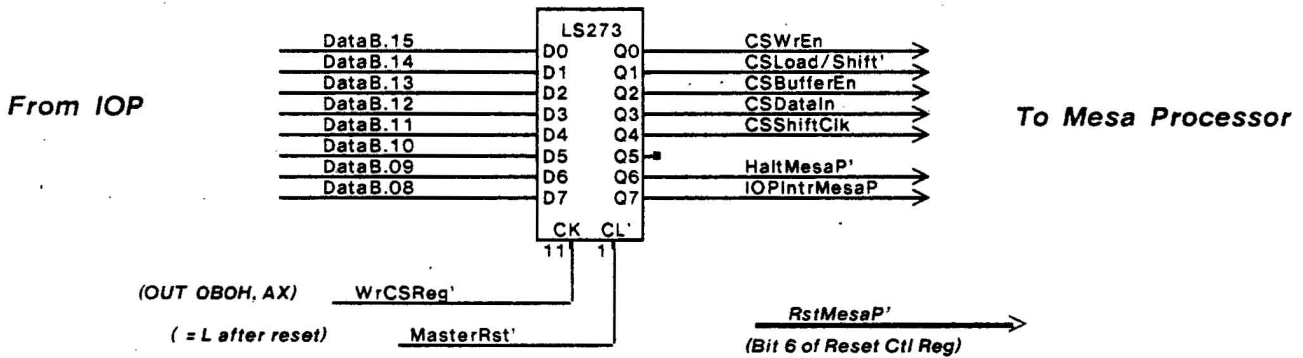 LS273
DataB.15 D0 Q0 CSWrEn
DataB.14 D1 Q1 CSLoad/Shift'
DataB.13 D2 Q2 CSBufferEn
From IOP DataB.12 D3 Q3 CSDataIn To Mesa Processor
DataB.11 D4 Q4 CSShiftClk
DataB.10 D5 Q5
DataB.09 D6 Q6 HaltMesaP'
DataB.08 D7 Q7 IOPIntrMesaP
CK CL'
11 1
(OUT 0B0H, AX) WrCSReg' RstMesaP'
( = L after reset) MasterRst' (Bit 6 of Reset Ctl Reg)